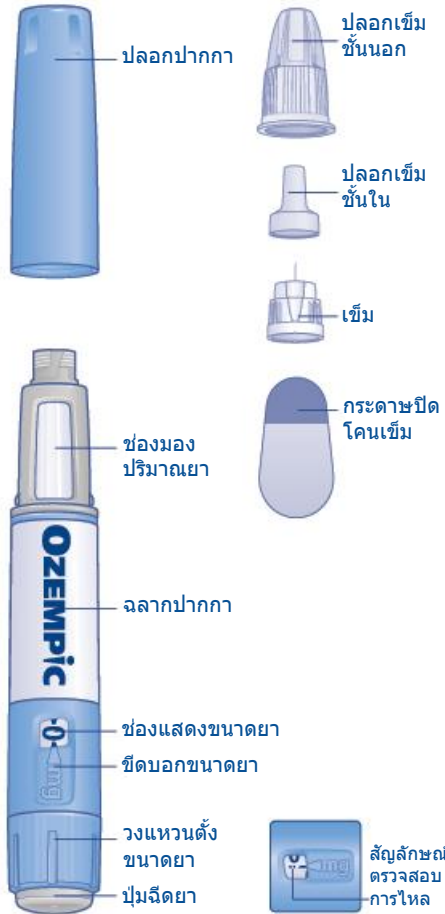 ปลอกปากกา
ปลอกเข็ม
ชั้นนอก
ปลอกเข็ม
ชั้นใน
เข็ม
กระดาษปิด
โคนเข็ม
ช่องมอง
ปริมาณยา
OZEMPIC
ฉลากปากกา
0
mg
ช่องแสดงขนาดยา
ขีดบอกขนาดยา
วงแหวนตั้ง
ขนาดยา
ปุ่มฉีดยา
mg
สัญลักษณ์
ตรวจสอบ
การไหล